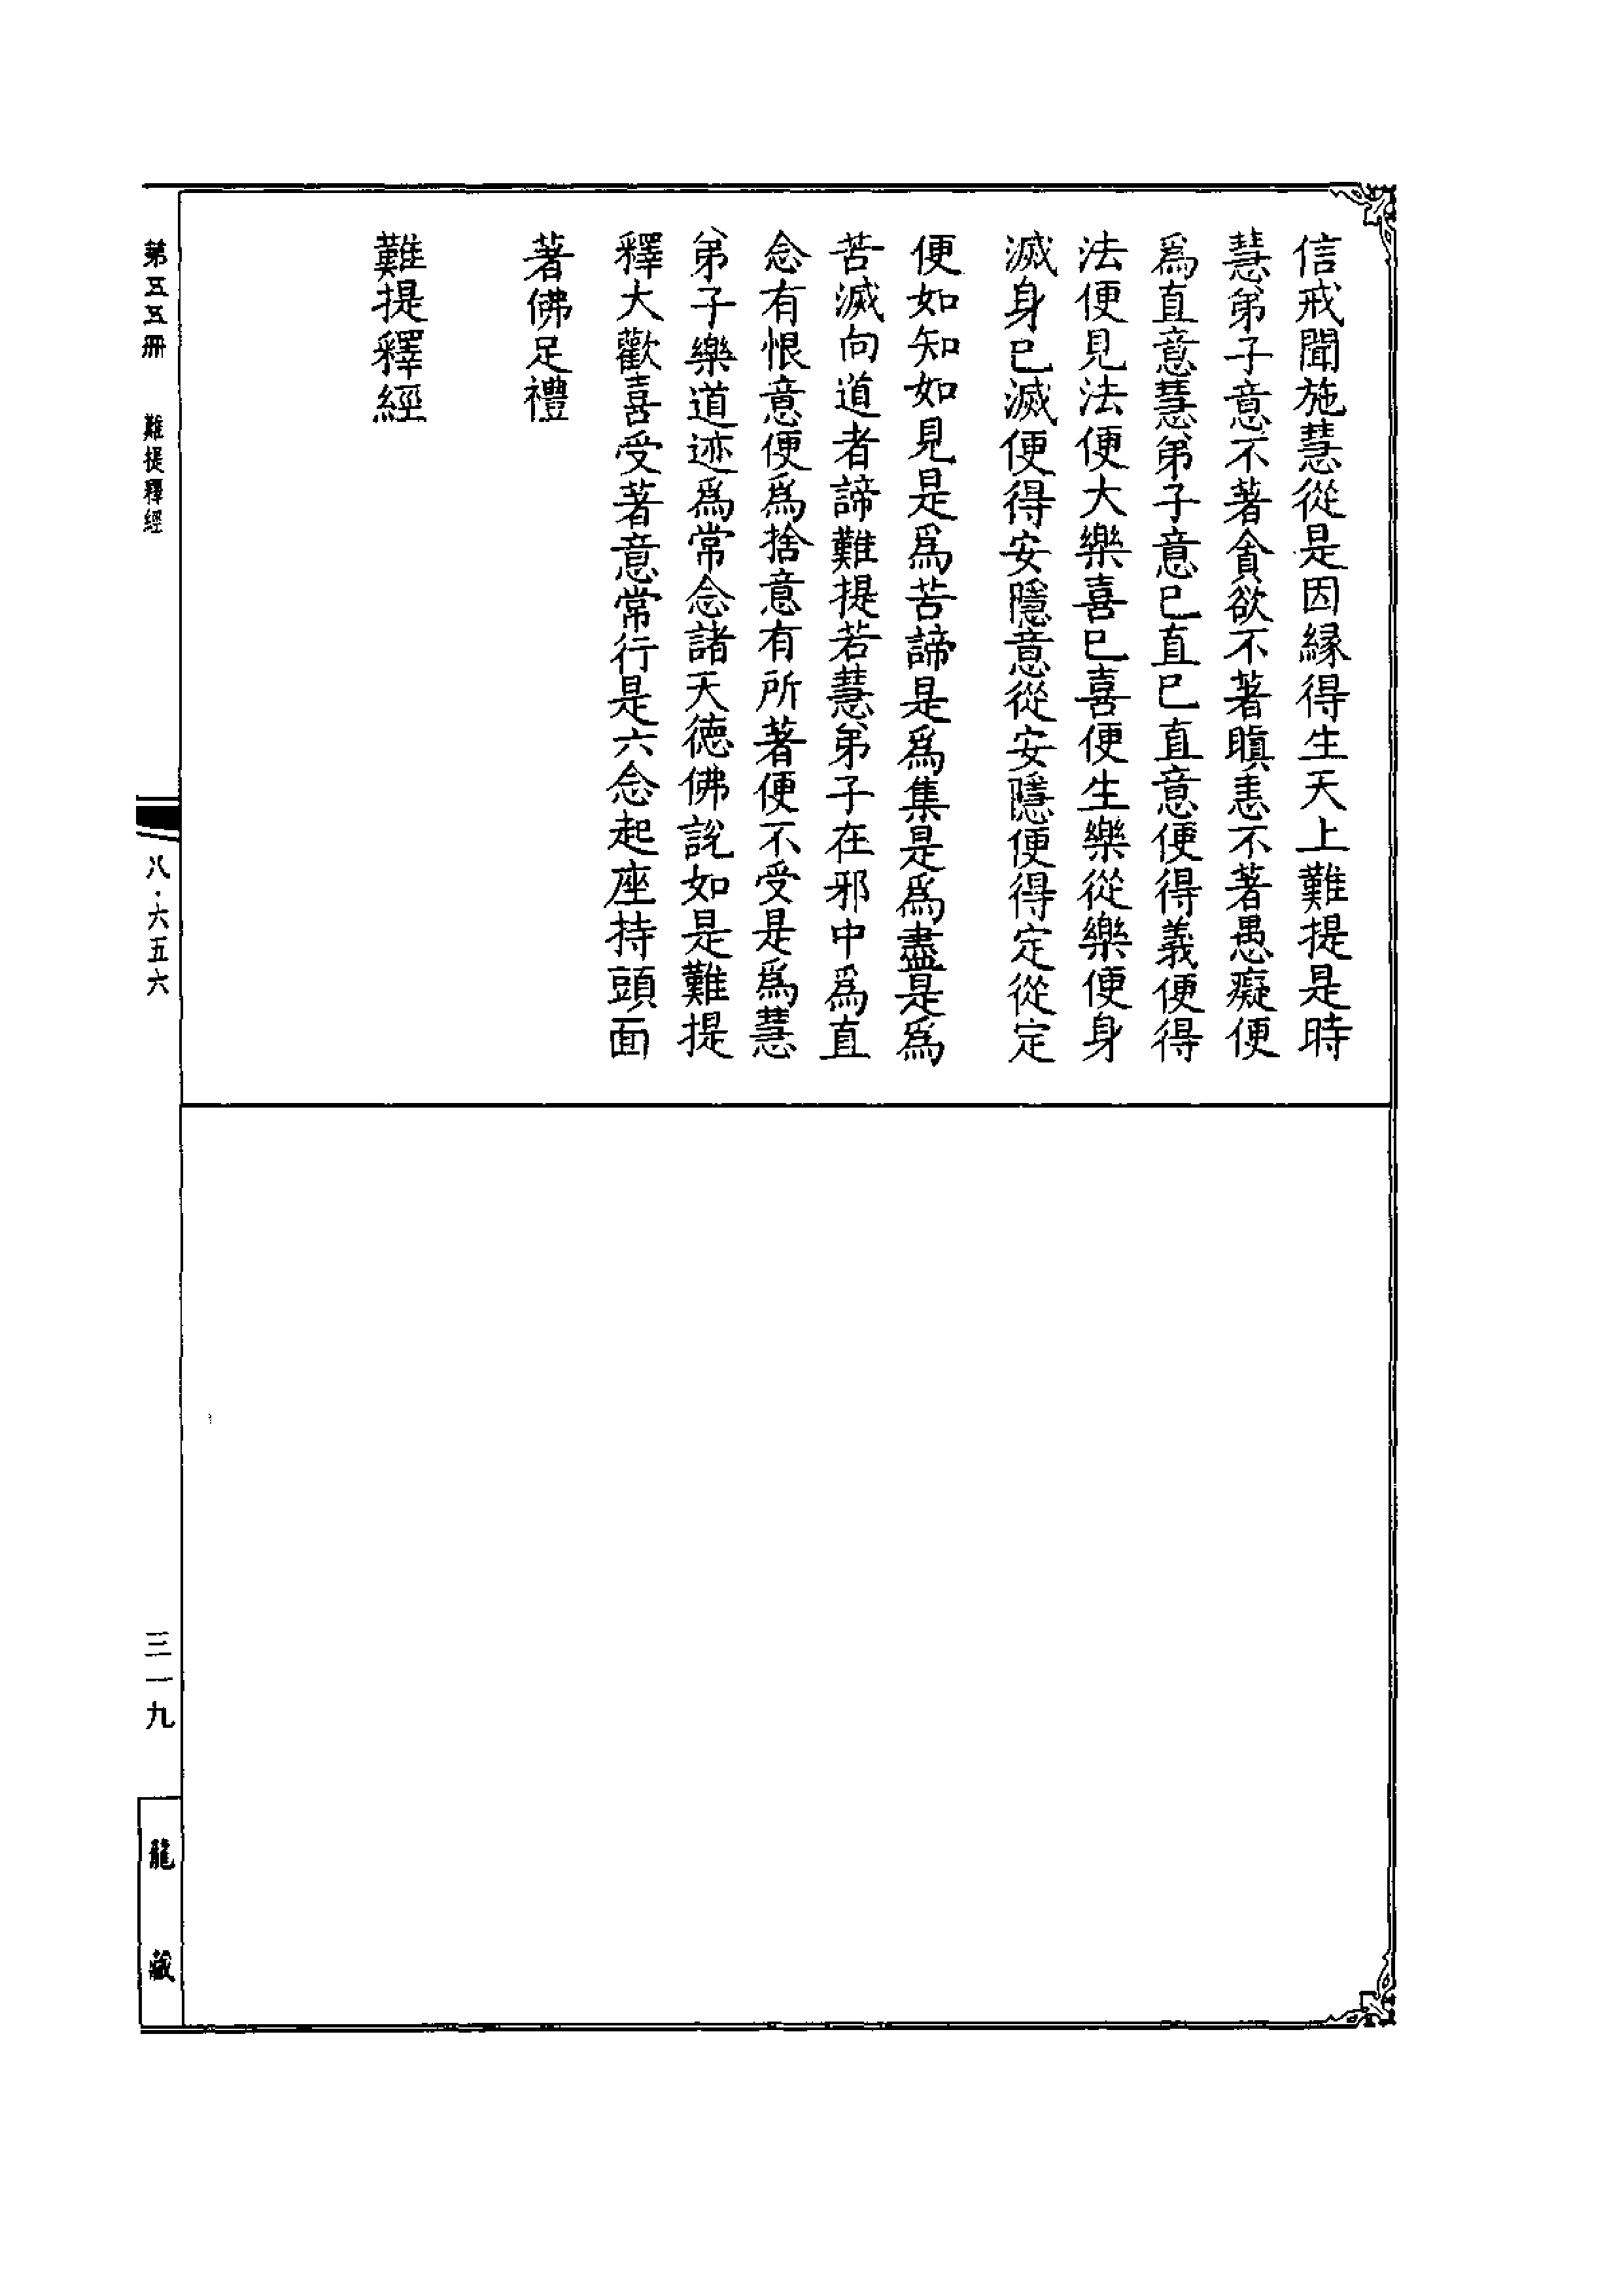 信戒聞施慧從是因緣得生天上難提是時
慧弟子意不著貪欲不著瞋恚不著愚癡便
爲直意慧弟子意已直已直意便得義便得
法便見法便大樂喜已喜便生樂從樂便身
滅身已滅便得安隱意從安隱便得定從定
便如知如見是爲苦諦是爲集是爲盡是爲
苦滅向道者諦難提若慧弟子在邪中爲直
念有恨意便爲捨意有所著便不受是爲慧
弟子樂道迹爲常念諸天德佛說如是難提
釋大歡喜受著意常行是六念起座持頭面
著佛足禮
難提釋經
第五五册 難提釋經
八·六五六
三一九
龍藏